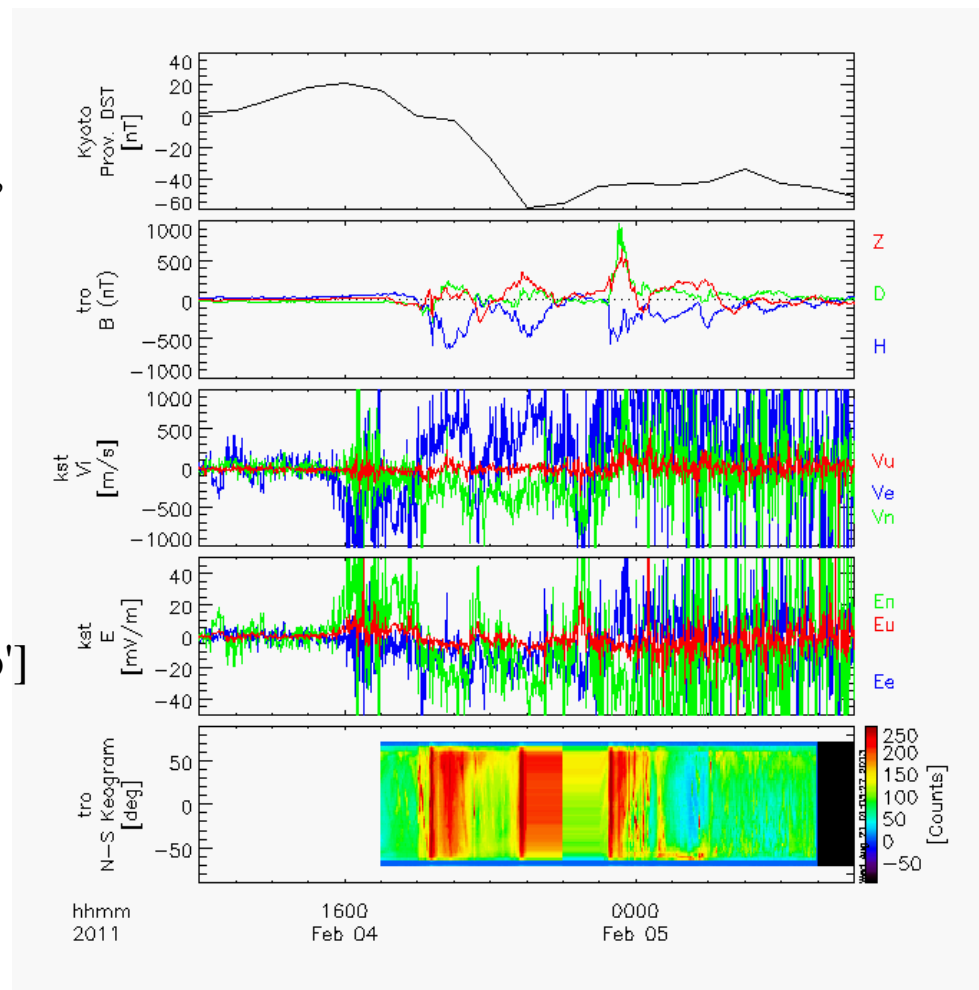 Kyoto
Prov. DST
[nT]
40
20
0
−20
−40
−60
tro
B (nT)
1000
500
0
−500
−1000
Z
D
H
kst
Vi
[m/s]
1000
500
0
−500
−1000
Vu
Ve
Vn
kst
E
[mV/m]
40
20
0
−20
−40
En
Eu
Ee
']
tro
N−S Keogram
[deg]
50
0
−50
250
200
150
100
50
0
−50
[Counts]
Wed Aug 21
hhmm
2011
1600
Feb 04
0000
Feb 05